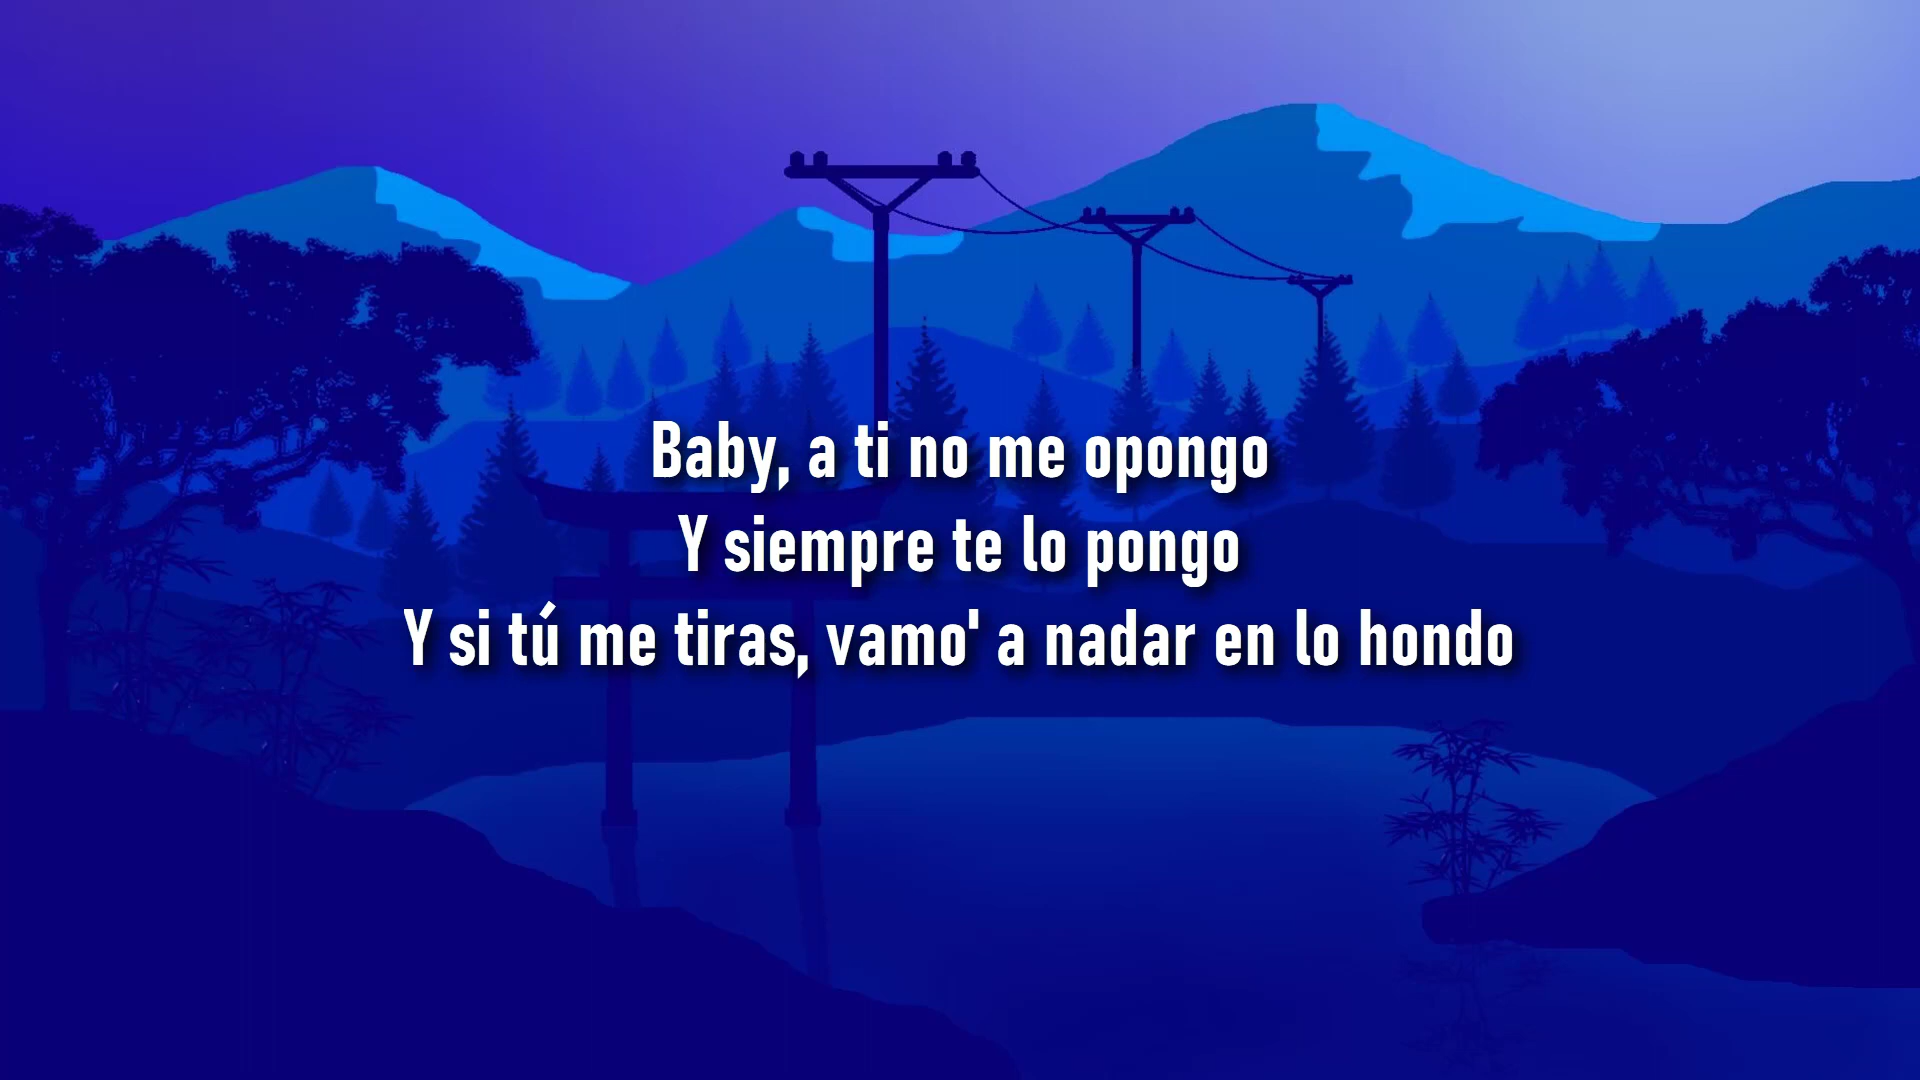 Baby, a ti no me opongo
Y siempre te lo pongo
Y si tú me tiras, vamo' a nadar en lo hondo